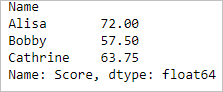 Name
Alisa 72.00
Bobby 57.50
Cathrine 63.75
Name: Score, dtype: float64